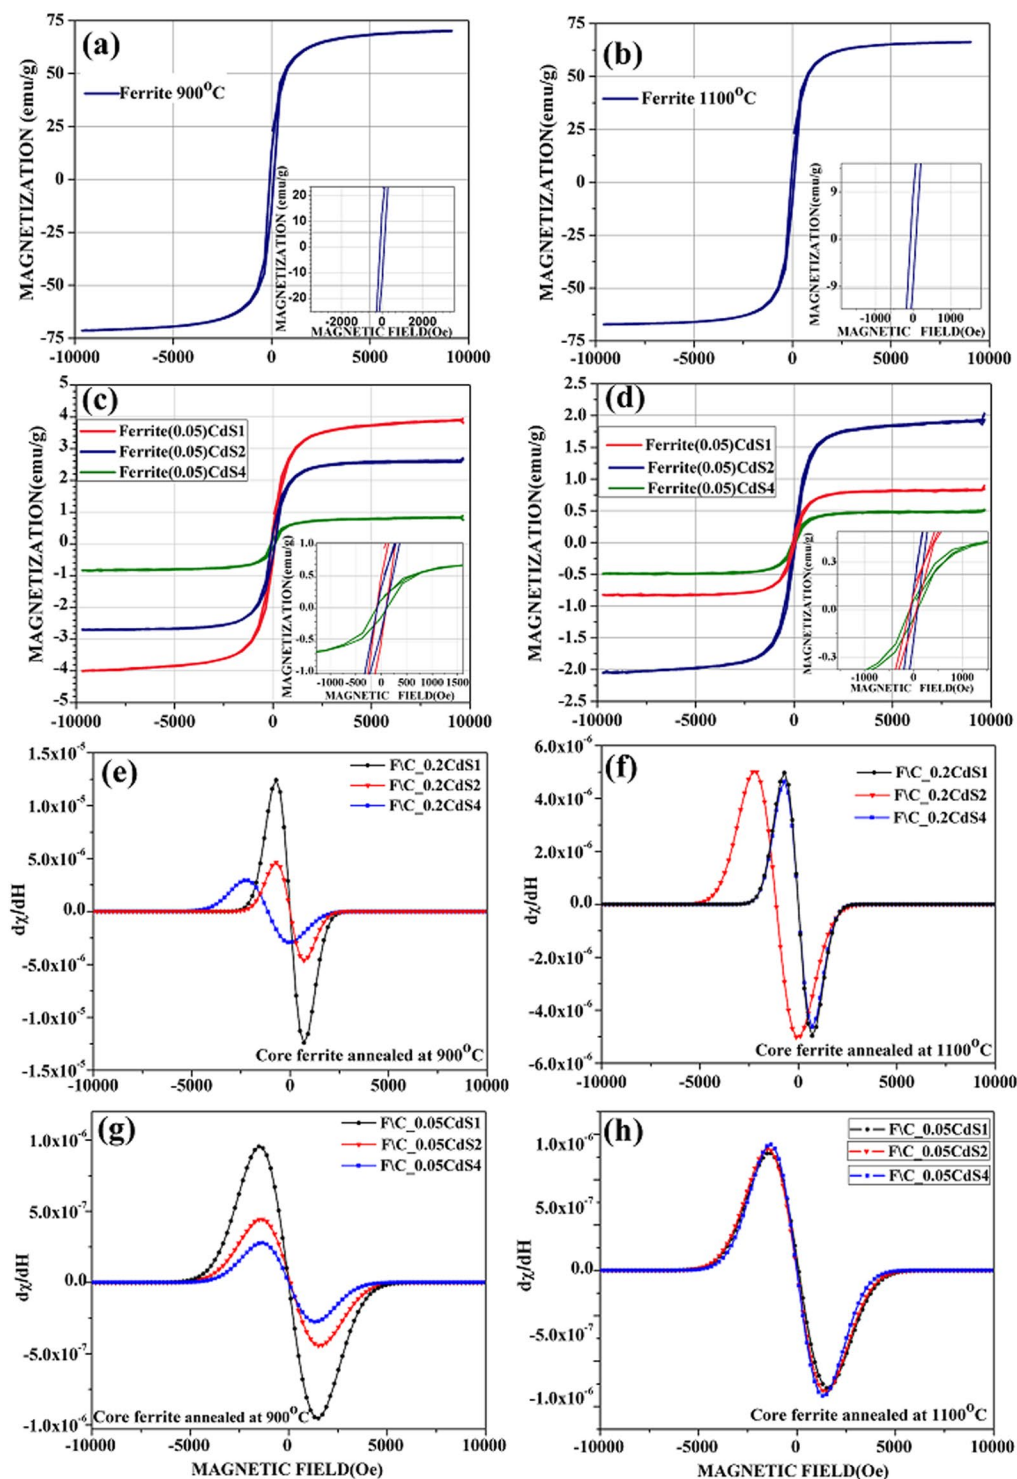 (a)
Ferrite 900°C
MAGNETIZATION (emu/g)
75
50
25
0
-25
-50
-75
-10000 -5000 0 5000 10000
MAGNETIZATION(emu/g)
20
10
0
-10
-20
-2000 0 2000
MAGNETIC FIELD(Oe)
(b)
Ferrite 1100°C
MAGNETIZATION(emu/g)
75
50
25
0
-25
-50
-75
-10000 -5000 0 5000 10000
MAGNETIZATION(emu/g)
9
0
-9
-1000 0 1000
MAGNETIC FIELD(Oe)
(c)
Ferrite(0.05)CdS1
Ferrite(0.05)CdS2
Ferrite(0.05)CdS4
MAGNETIZATION(emu/g)
5
4
3
2
1
0
-1
-2
-3
-4
-5
-10000 -5000 0 5000 10000
MAGNETIZATION(emu/g)
1.0
0.5
0.0
-0.5
-1.0
-500 0 500 1000 1500
MAGNETIC FIELD(Oe)
(d)
Ferrite(0.05)CdS1
Ferrite(0.05)CdS2
Ferrite(0.05)CdS4
MAGNETIZATION(emu/g)
2.5
2.0
1.5
1.0
0.5
0.0
-0.5
-1.0
-1.5
-2.0
-2.5
-10000 -5000 0 5000 10000
MAGNETIZATION(emu/g)
0.3
0.0
-0.3
-1000 0 1000
MAGNETIC FIELD(Oe)
(e)
F\C_0.2CdS1
F\C_0.2CdS2
F\C_0.2CdS4
dχ/dH
1.5x10⁻⁵
1.0x10⁻⁵
5.0x10⁻⁶
0.0
-5.0x10⁻⁶
-1.0x10⁻⁵
-1.5x10⁻⁵
Core ferrite annealed at 900°C
-10000 -5000 0 5000 10000
(f)
F\C_0.2CdS1
F\C_0.2CdS2
F\C_0.2CdS4
dχ/dH
6.0x10⁻⁶
4.0x10⁻⁶
2.0x10⁻⁶
0.0
-2.0x10⁻⁶
-4.0x10⁻⁶
-6.0x10⁻⁶
Core ferrite annealed at 1100°C
-10000 -5000 0 5000 10000
(g)
F\C_0.05CdS1
F\C_0.05CdS2
F\C_0.05CdS4
dχ/dH
1.0x10⁻⁶
5.0x10⁻⁷
0.0
-5.0x10⁻⁷
-1.0x10⁻⁶
Core ferrite annealed at 900°C
-10000 -5000 0 5000 10000
MAGNETIC FIELD(Oe)
(h)
F\C_0.05CdS1
F\C_0.05CdS2
F\C_0.05CdS4
dχ/dH
1.0x10⁻⁶
5.0x10⁻⁷
0.0
-5.0x10⁻⁷
-1.0x10⁻⁶
Core ferrite annealed at 1100°C
-10000 -5000 0 5000 10000
MAGNETIC FIELD(Oe)